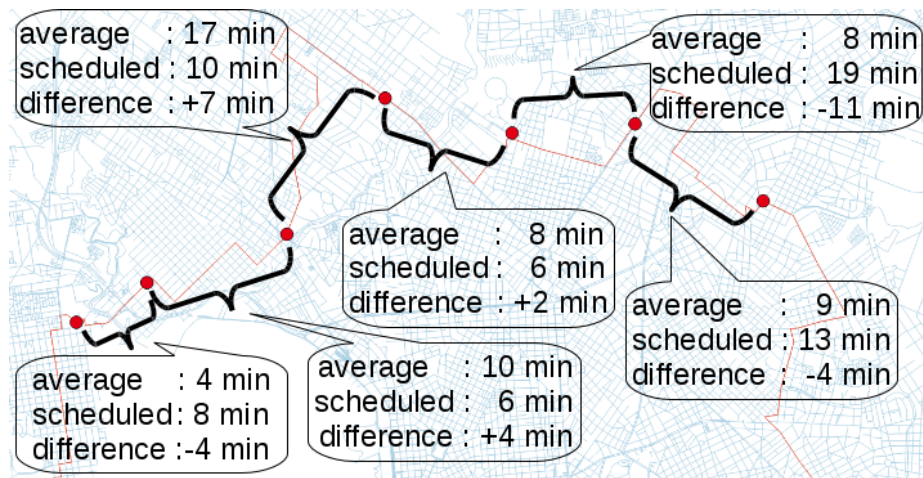 average : 17 min
scheduled : 10 min
difference : +7 min
average : 8 min
scheduled : 19 min
difference : -11 min
average : 8 min
scheduled : 6 min
difference : +2 min
average : 9 min
scheduled : 13 min
difference : -4 min
average : 4 min
scheduled: 8 min
difference :-4 min
average : 10 min
scheduled : 6 min
difference : +4 min